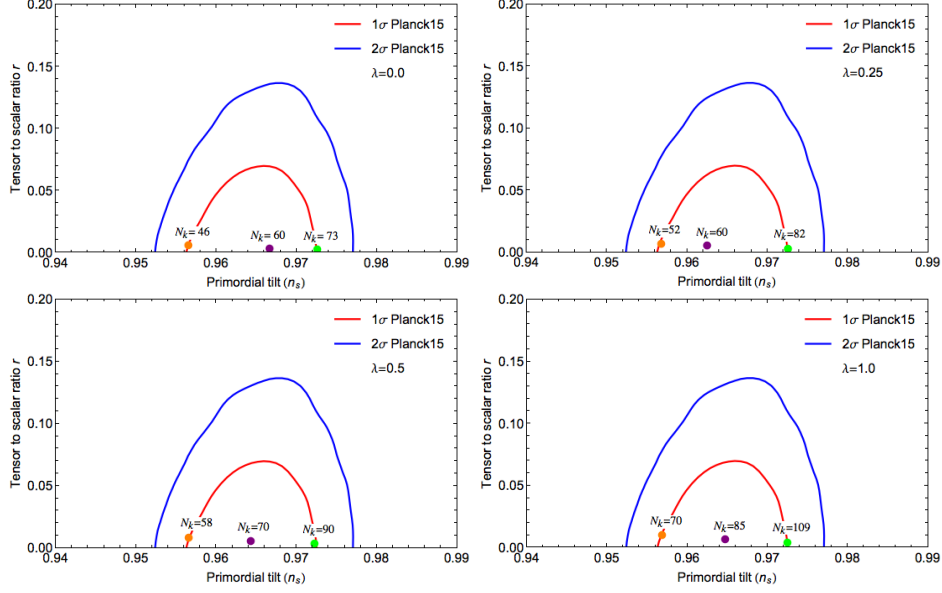 0.20
0.15
0.10
0.05
0.00
Tensor to scalar ratio r
1σ Planck15
2σ Planck15
λ=0.0
Nk= 46
Nk= 60
Nk= 73
0.94 0.95 0.96 0.97 0.98 0.99
Primordial tilt (ns)
0.20
0.15
0.10
0.05
0.00
Tensor to scalar ratio r
1σ Planck15
2σ Planck15
λ=0.25
Nk=52
Nk=60
Nk=82
0.94 0.95 0.96 0.97 0.98 0.99
Primordial tilt (ns)
0.20
0.15
0.10
0.05
0.00
Tensor to scalar ratio r
1σ Planck15
2σ Planck15
λ=0.5
Nk=58
Nk=70
Nk=90
0.94 0.95 0.96 0.97 0.98 0.99
Primordial tilt (ns)
0.20
0.15
0.10
0.05
0.00
Tensor to scalar ratio r
1σ Planck15
2σ Planck15
λ=1.0
Nk=70
Nk=85
Nk=109
0.94 0.95 0.96 0.97 0.98 0.99
Primordial tilt (ns)